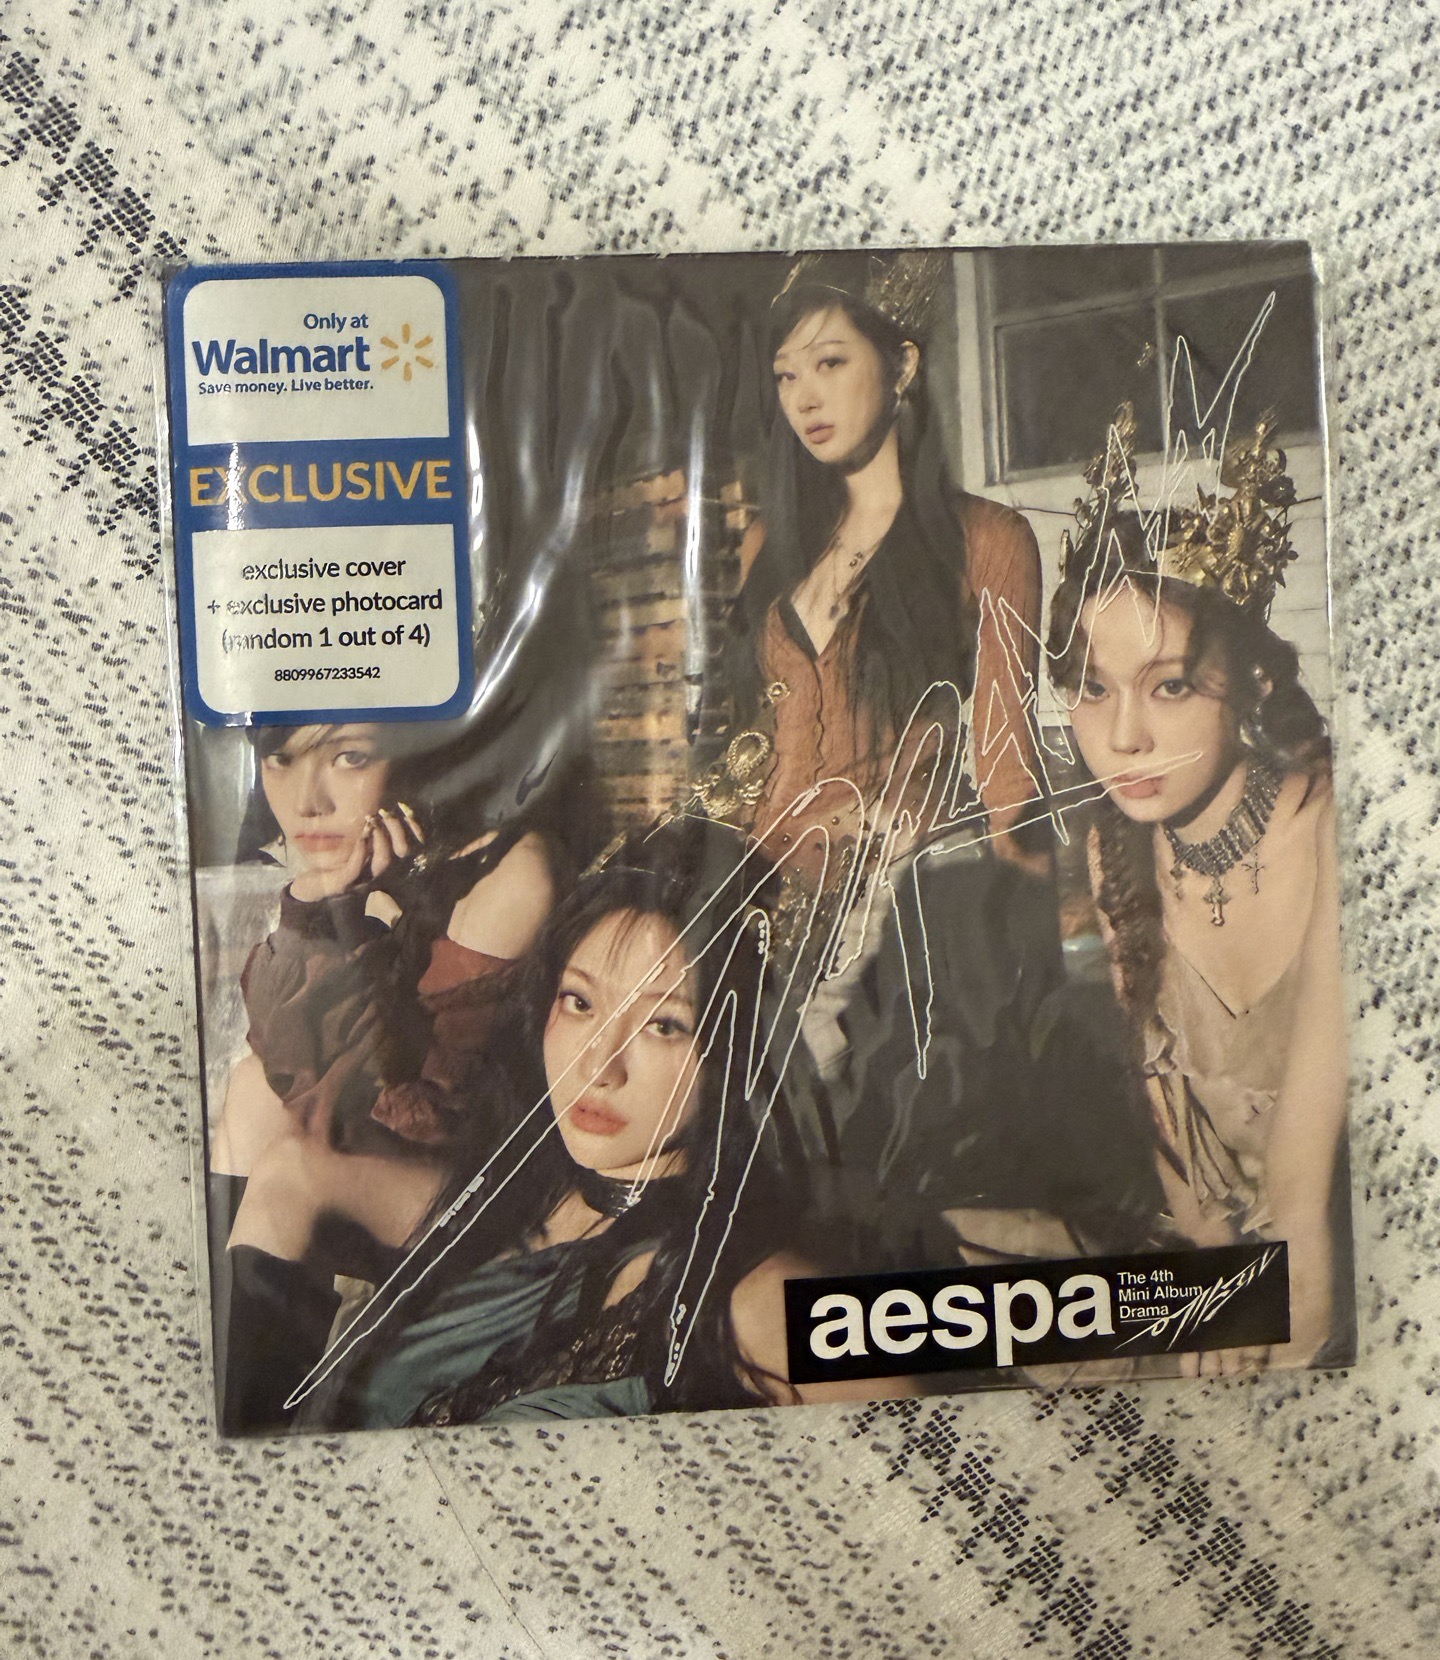 Only at
Walmart
Save money. Live better.
EXCLUSIVE
exclusive cover
+ exclusive photocard
(random 1 out of 4)
8809967233542
aespa
The 4th
Mini Album
Drama